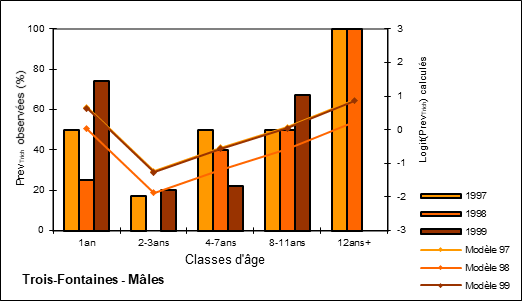 100
80
60
40
20
0
3
2
1
0
-1
-2
-3
Prev Trich observées (%)
Logit(Prev Trich) calculés
1an 2-3ans 4-7ans 8-11ans 12ans+
Classes d'âge
Trois-Fontaines - Mâles
1997
1998
1999
Modèle 97
Modèle 98
Modèle 99